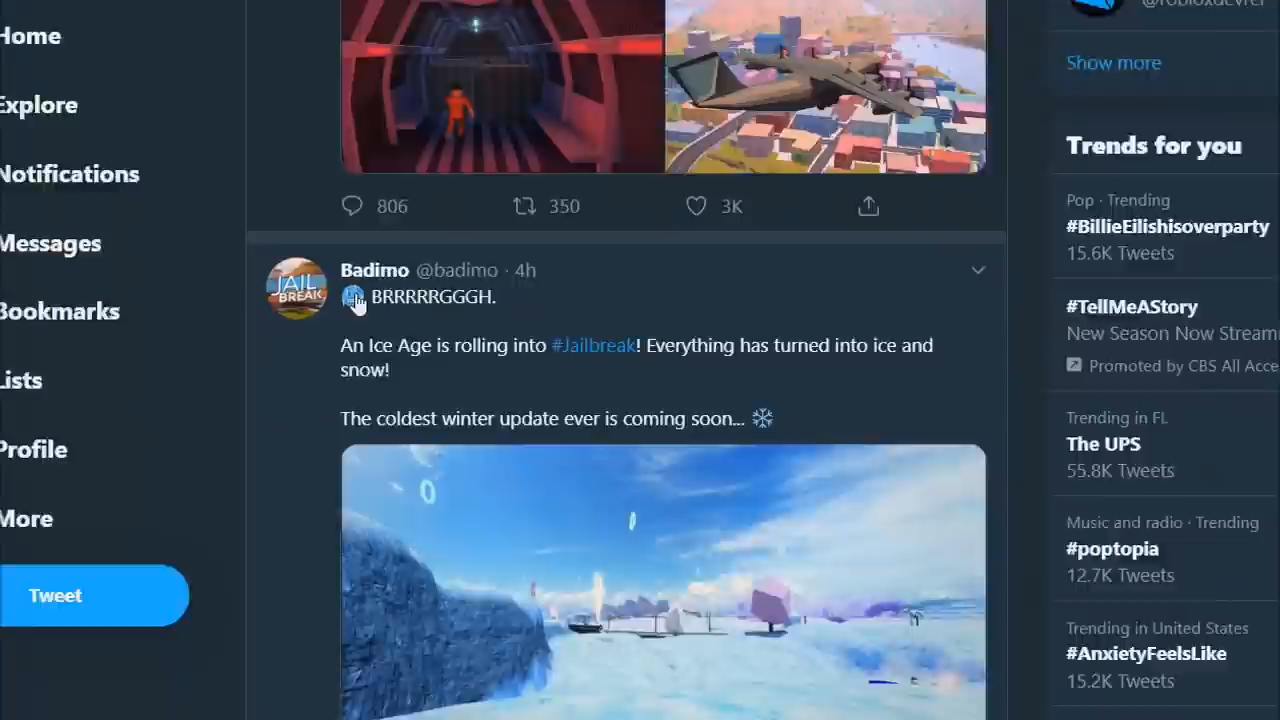 Home
Explore
Notifications
Messages
Bookmarks
Lists
Profile
More
Tweet
806
350
3K
Badimo @badimo · 4h
🥶 BRRRRRGGGH.
An Ice Age is rolling into #Jailbreak! Everything has turned into ice and
snow!
The coldest winter update ever is coming soon... ❄
JAIL
BREAK
Show more
Trends for you
Pop · Trending
#BillieEilishisoverparty
15.6K Tweets
#TellMeAStory
New Season Now Stream
Promoted by CBS All Acce
Trending in FL
The UPS
55.8K Tweets
Music and radio · Trending
#poptopia
12.7K Tweets
Trending in United States
#AnxietyFeelsLike
15.2K Tweets